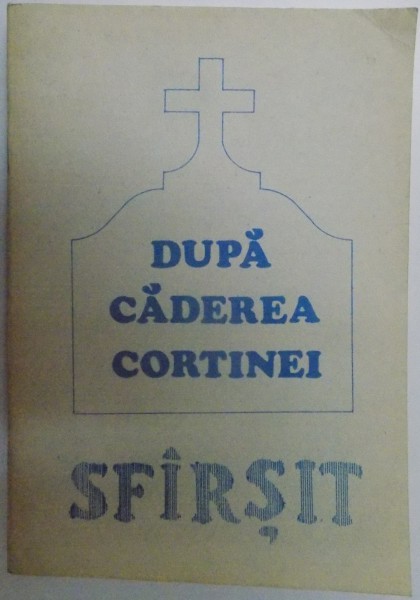 DUPĂ
CĂDEREA
CORTINEI
SFÎRȘIT